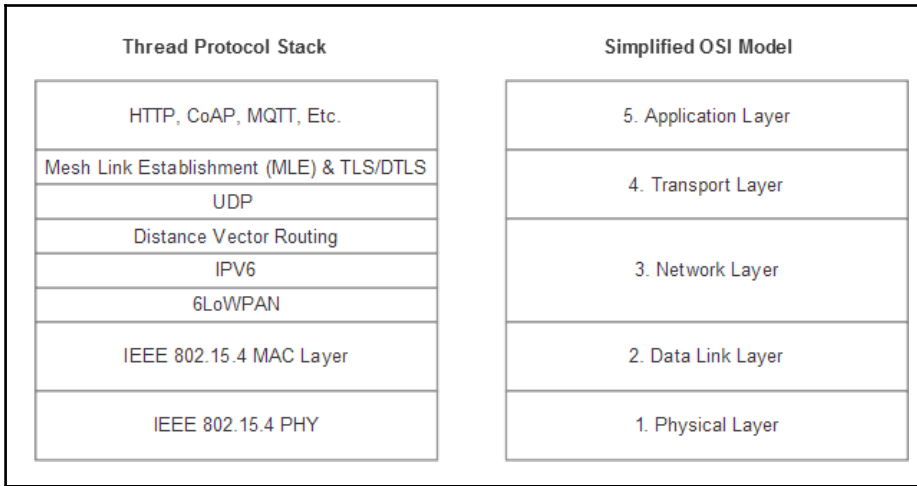 Thread Protocol Stack
HTTP, CoAP, MQTT, Etc.
Mesh Link Establishment (MLE) & TLS/DTLS
UDP
Distance Vector Routing
IPV6
6LoWPAN
IEEE 802.15.4 MAC Layer
IEEE 802.15.4 PHY
Simplified OSI Model
5. Application Layer
4. Transport Layer
3. Network Layer
2. Data Link Layer
1. Physical Layer